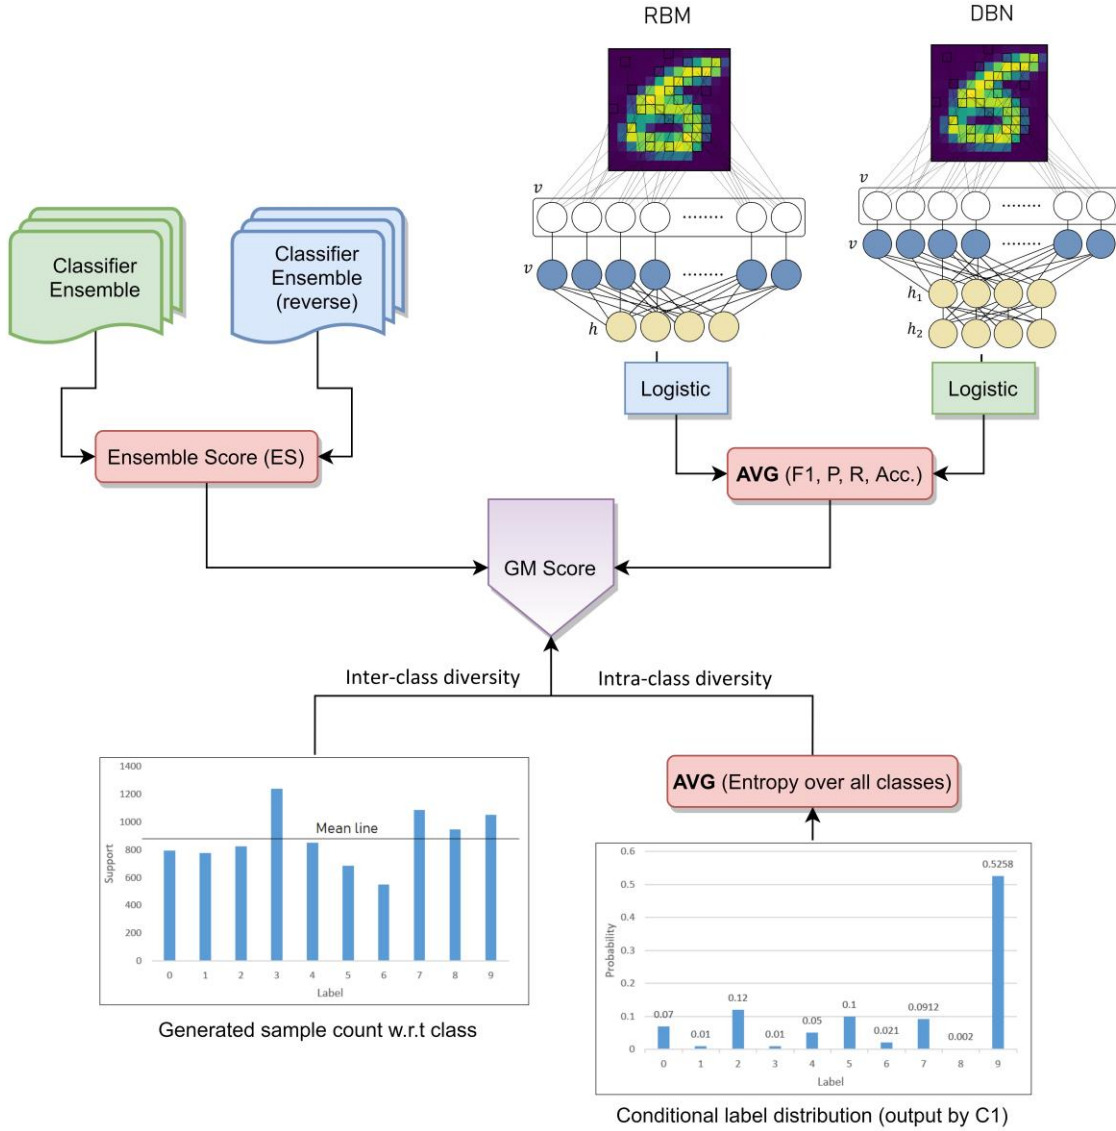 RBM
DBN
v
v
h
v
v
h₁
h₂
Classifier
Ensemble
Classifier
Ensemble
(reverse)
Logistic
Logistic
Ensemble Score (ES)
AVG (F1, P, R, Acc.)
GM Score
Inter-class diversity
Intra-class diversity
AVG (Entropy over all classes)
1400
1200
1000
800
600
400
200
0
Support
Mean line
0 1 2 3 4 5 6 7 8 9
Label
Generated sample count w.r.t class
0.6
0.5
0.4
0.3
0.2
0.1
0
Probability
0.07 0.01 0.12 0.01 0.05 0.1 0.021 0.0912 0.002 0.5258
0 1 2 3 4 5 6 7 8 9
Label
Conditional label distribution (output by C1)